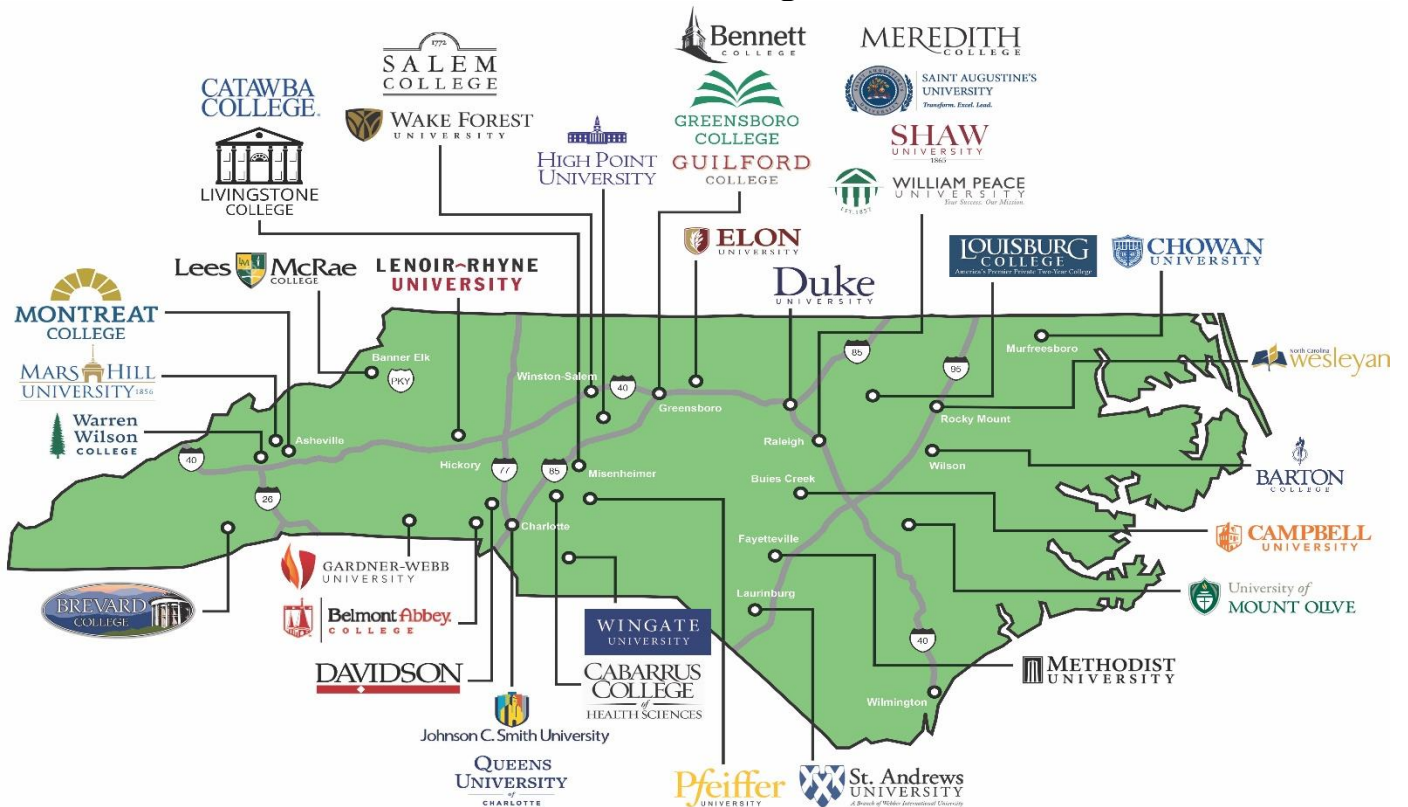 Bennett
COLLEGE
MEREDITH
COLLEGE
1772
SALEM
COLLEGE
CATAWBA
COLLEGE
SAINT AUGUSTINE'S
UNIVERSITY
Transform. Excel. Lead.
WAKE FOREST
UNIVERSITY
GREENSBORO
COLLEGE
SHAW
UNIVERSITY
1865
HIGH POINT
UNIVERSITY
GUILFORD
COLLEGE
LIVINGSTONE
COLLEGE
WILLIAM PEACE
UNIVERSITY
Your Success. Our Mission.
EST. 1857
ELON
UNIVERSITY
LOUISBURG
COLLEGE
America's Premier Private Two-Year College
CHOWAN
UNIVERSITY
Lees LM McRae
COLLEGE
LENOIR-RHYNE
UNIVERSITY
Duke
UNIVERSITY
MONTREAT
COLLEGE
MARS HILL
UNIVERSITY 1856
Warren
Wilson
COLLEGE
North Carolina
wesleyan
Banner Elk
PKY
Winston-Salem
40
Greensboro
85
95
Murfreesboro
Rocky Mount
Asheville
40
26
Hickory
77
85
Misenheimer
Raleigh
Wilson
Buies Creek
BARTON
COLLEGE
Charlotte
Fayetteville
CAMPBELL
UNIVERSITY
GARDNER-WEBB
UNIVERSITY
BREVARD
COLLEGE
Belmont Abbey
COLLEGE
WINGATE
UNIVERSITY
Laurinburg
University of
MOUNT OLIVE
40
DAVIDSON
CABARRUS
COLLEGE
of
HEALTH SCIENCES
METHODIST
UNIVERSITY
Wilmington
Johnson C. Smith University
QUEENS
UNIVERSITY
of
CHARLOTTE
Pfeiffer
UNIVERSITY
St. Andrews
UNIVERSITY
A Branch of Webber International University